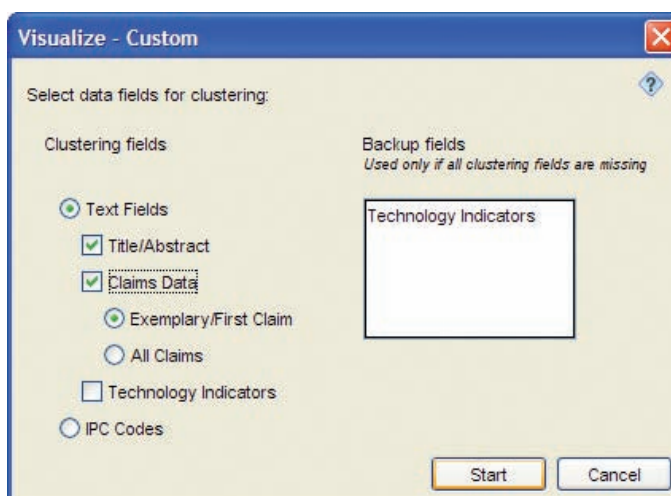 Visualize - Custom
Select data fields for clustering:
Clustering fields
Text Fields
Title/Abstract
Claims Data
Exemplary/First Claim
All Claims
Technology Indicators
IPC Codes
Backup fields
Used only if all clustering fields are missing
Technology Indicators
Start
Cancel